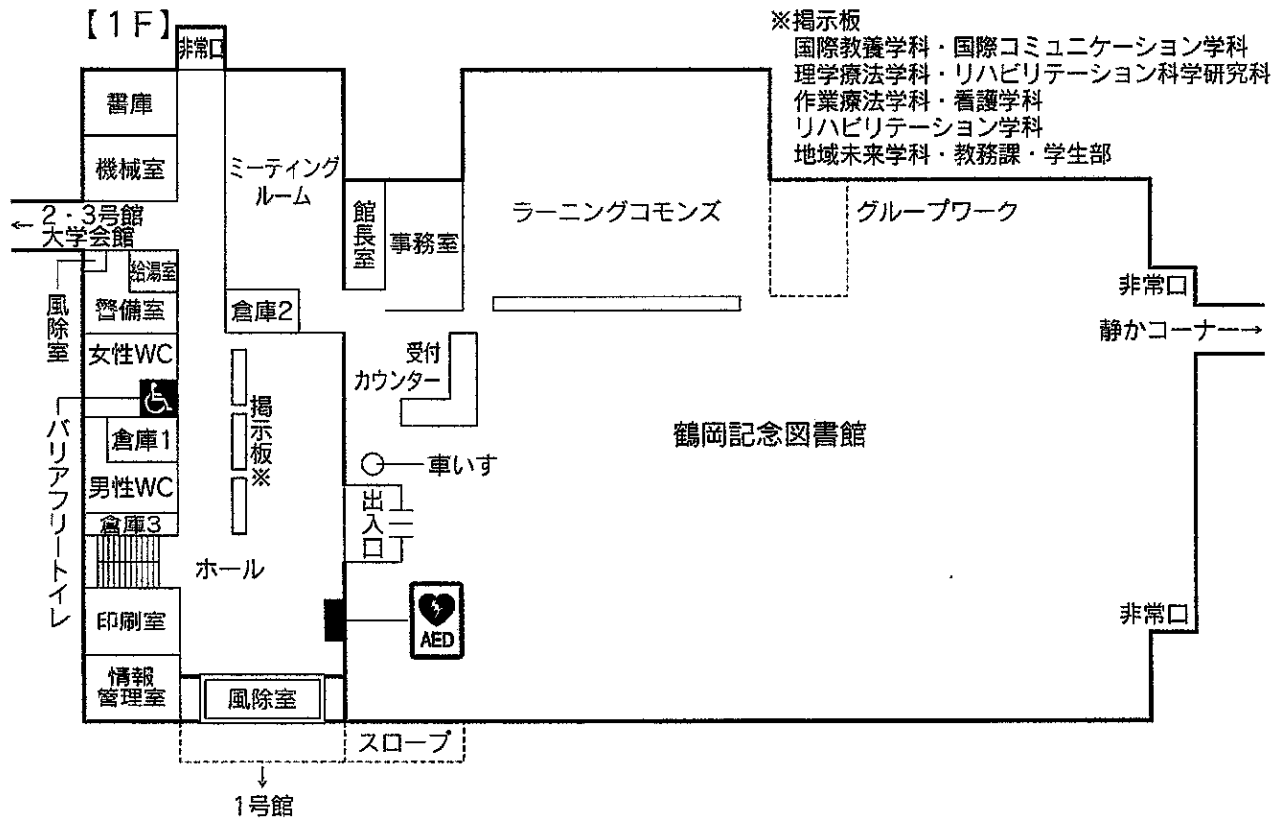 【1F】
非常口
※掲示板
国際教養学科・国際コミュニケーション学科
理学療法学科・リハビリテーション科学研究科
作業療法学科・看護学科
リハビリテーション学科
地域未来学科・教務課・学生部
書庫
機械室
ミーティング
ルーム
← 2・3号館
大学会館
館長室
事務室
ラーニングコモンズ
グループワーク
給湯室
風除室
警備室
倉庫2
非常口
静かコーナー→
女性WC
受付
カウンター
掲示板※
倉庫1
鶴岡記念図書館
バリアフリートイレ
車いす
男性WC
倉庫3
出入口
ホール
印刷室
AED
非常口
情報
管理室
風除室
スロープ
1号館